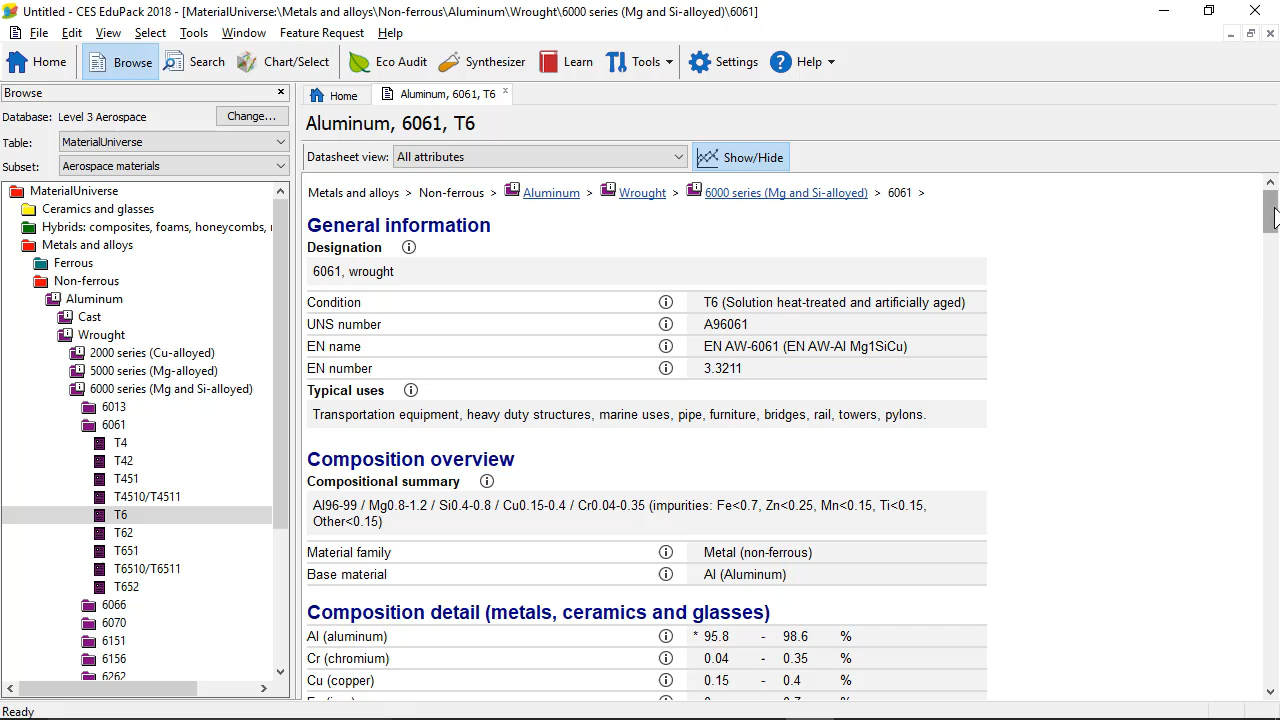 Untitled - CES EduPack 2018 - [MaterialUniverse\Metals and alloys\Non-ferrous\Aluminum\Wrought\6000 series (Mg and Si-alloyed)\6061]
File Edit View Select Tools Window Feature Request Help
Home Browse Search Chart/Select Eco Audit Synthesizer Learn Tools Settings Help
Browse
Database: Level 3 Aerospace Change...
Table: MaterialUniverse
Subset: Aerospace materials
MaterialUniverse
Ceramics and glasses
Hybrids: composites, foams, honeycombs,
Metals and alloys
Ferrous
Non-ferrous
Aluminum
Cast
Wrought
2000 series (Cu-alloyed)
5000 series (Mg-alloyed)
6000 series (Mg and Si-alloyed)
6013
6061
T4
T42
T451
T4510/T4511
T6
T62
T651
T6510/T6511
T652
6066
6070
6151
6156
6262
Ready
Home Aluminum, 6061, T6
Aluminum, 6061, T6
Datasheet view: All attributes Show/Hide
Metals and alloys > Non-ferrous > Aluminum > Wrought > 6000 series (Mg and Si-alloyed) > 6061 >
General information
Designation
6061, wrought
Condition T6 (Solution heat-treated and artificially aged)
UNS number A96061
EN name EN AW-6061 (EN AW-Al Mg1SiCu)
EN number 3.3211
Typical uses
Transportation equipment, heavy duty structures, marine uses, pipe, furniture, bridges, rail, towers, pylons.
Composition overview
Compositional summary
Al96-99 / Mg0.8-1.2 / Si0.4-0.8 / Cu0.15-0.4 / Cr0.04-0.35 (impurities: Fe<0.7, Zn<0.25, Mn<0.15, Ti<0.15,
Other<0.15)
Material family Metal (non-ferrous)
Base material Al (Aluminum)
Composition detail (metals, ceramics and glasses)
Al (aluminum) * 95.8 - 98.6 %
Cr (chromium) 0.04 - 0.35 %
Cu (copper) 0.15 - 0.4 %